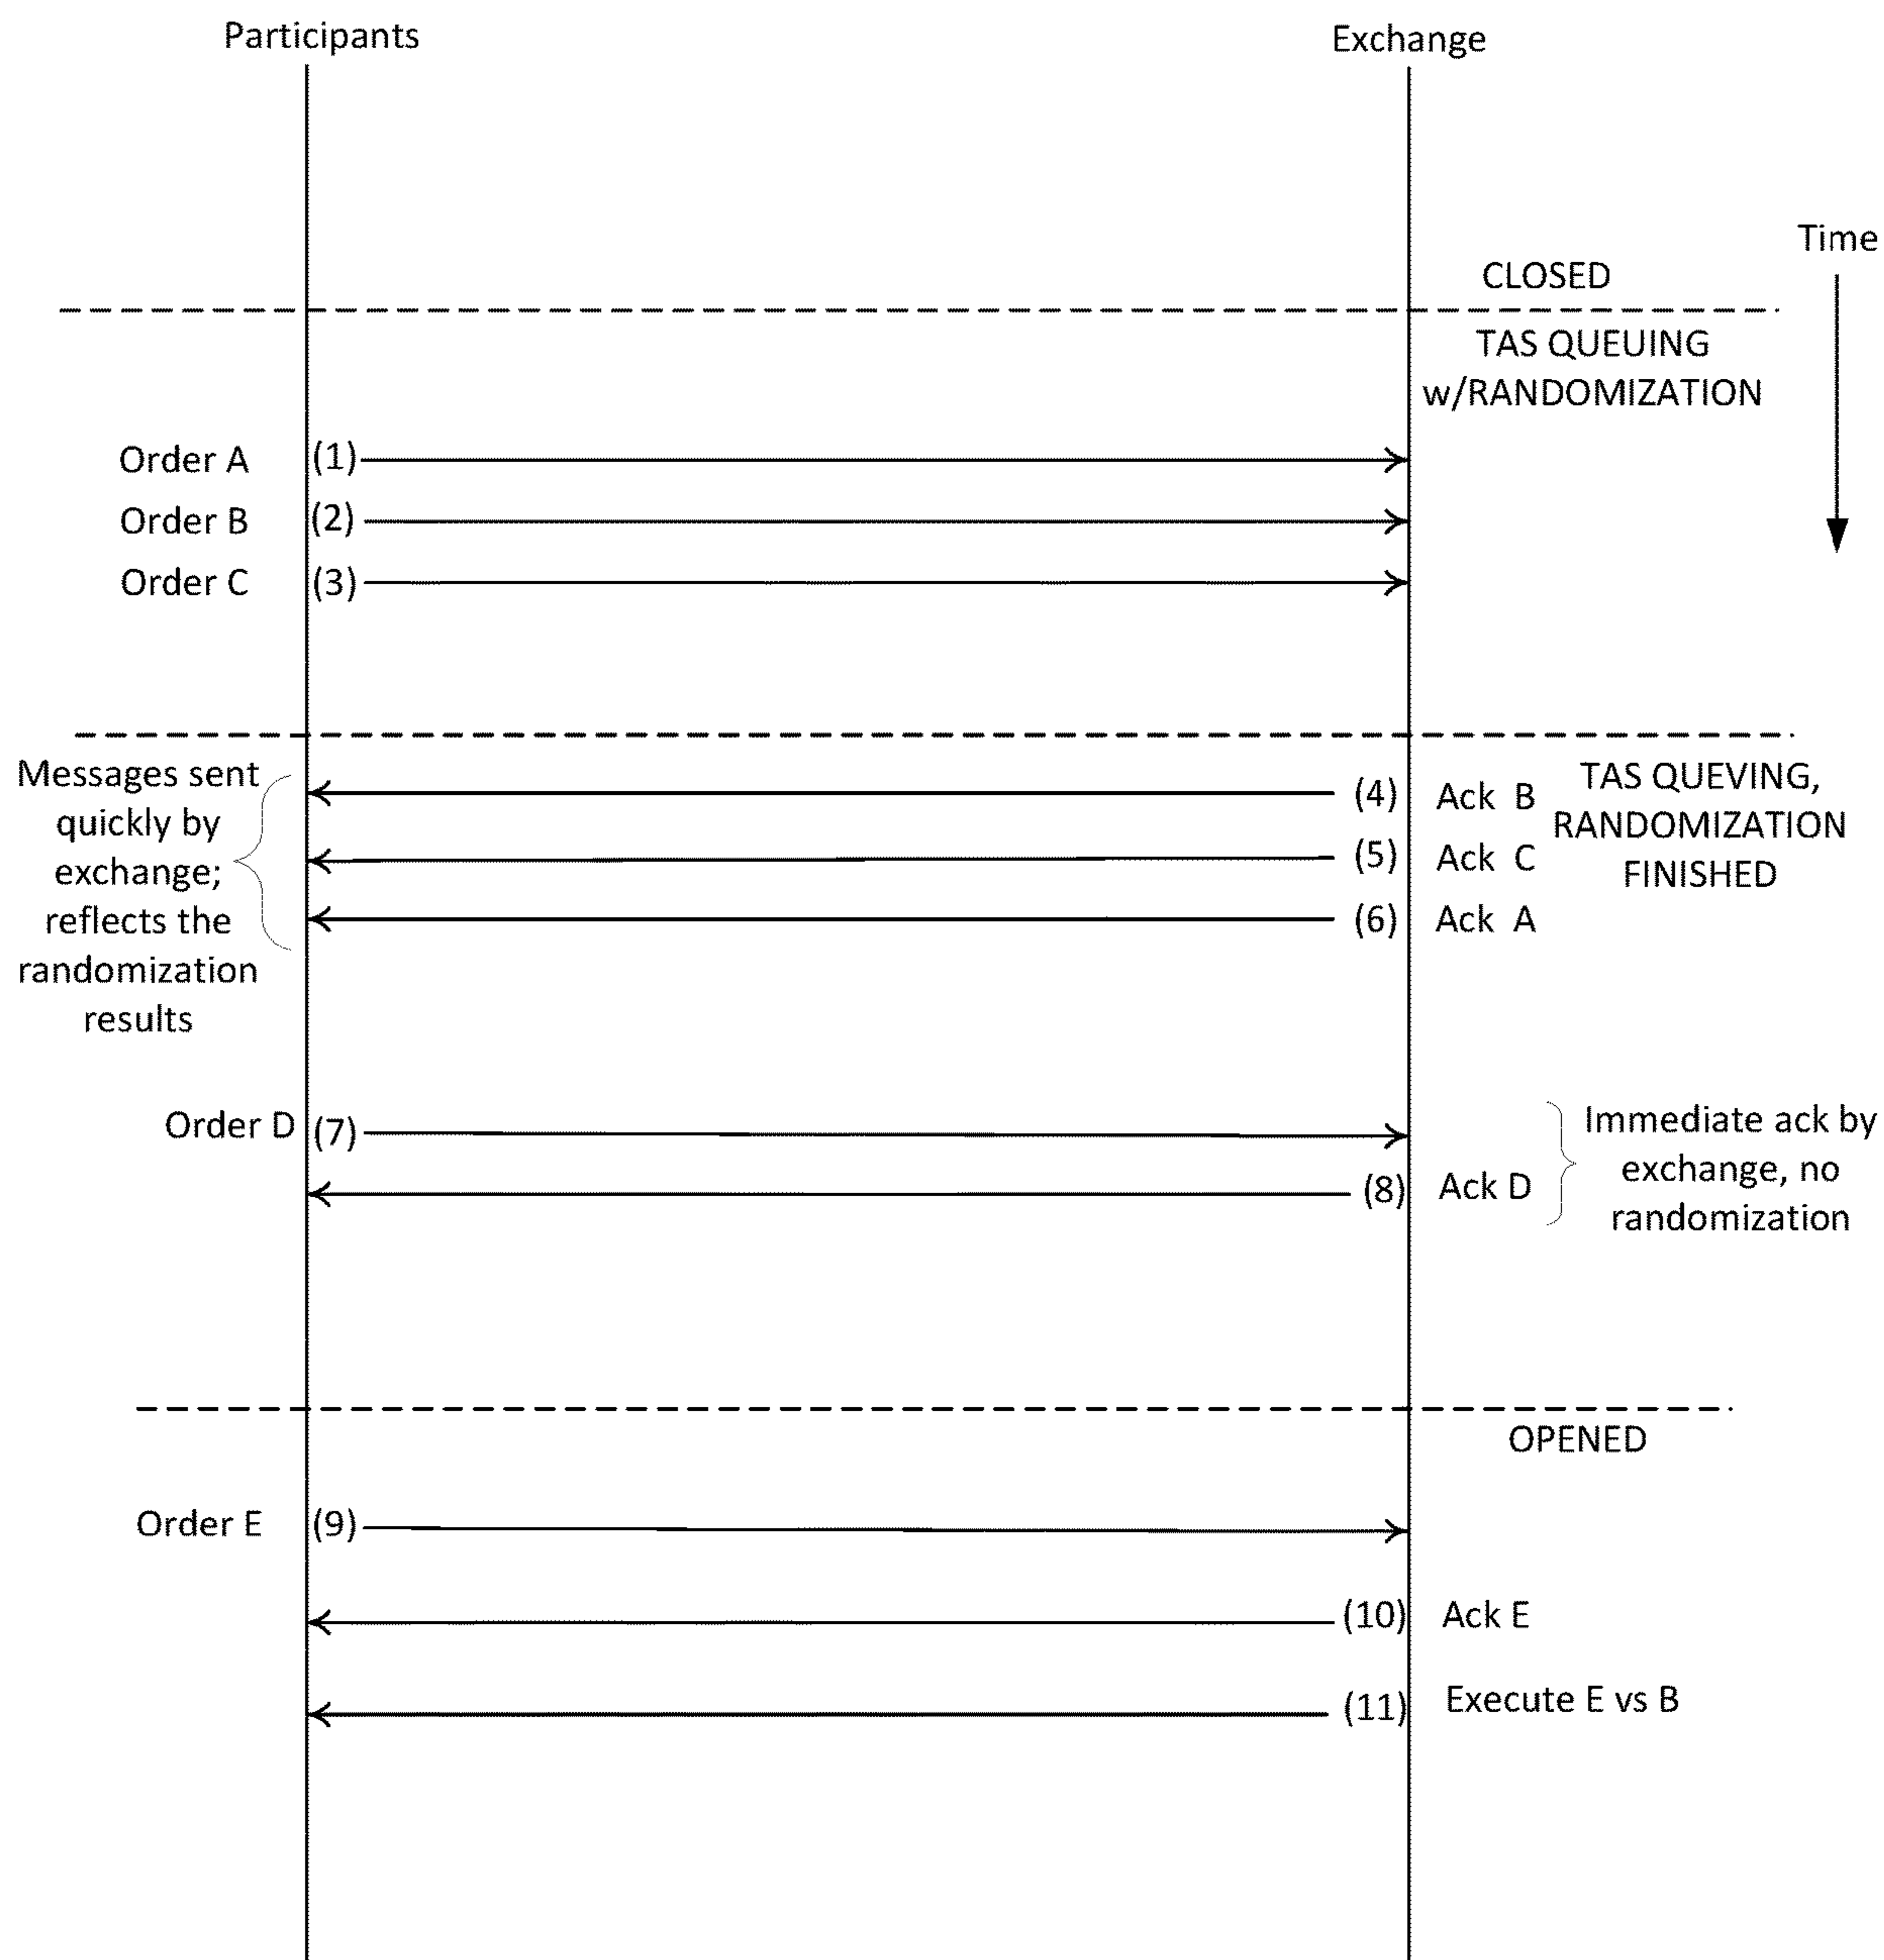 Participants
Exchange
Time
CLOSED
TAS QUEUING
w/RANDOMIZATION
Order A (1)
Order B (2)
Order C (3)
Messages sent
quickly by
exchange;
reflects the
randomization
results
(4) Ack B
(5) Ack C
(6) Ack A
TAS QUEVING,
RANDOMIZATION
FINISHED
Order D (7)
(8) Ack D
Immediate ack by
exchange, no
randomization
OPENED
Order E (9)
(10) Ack E
(11) Execute E vs B